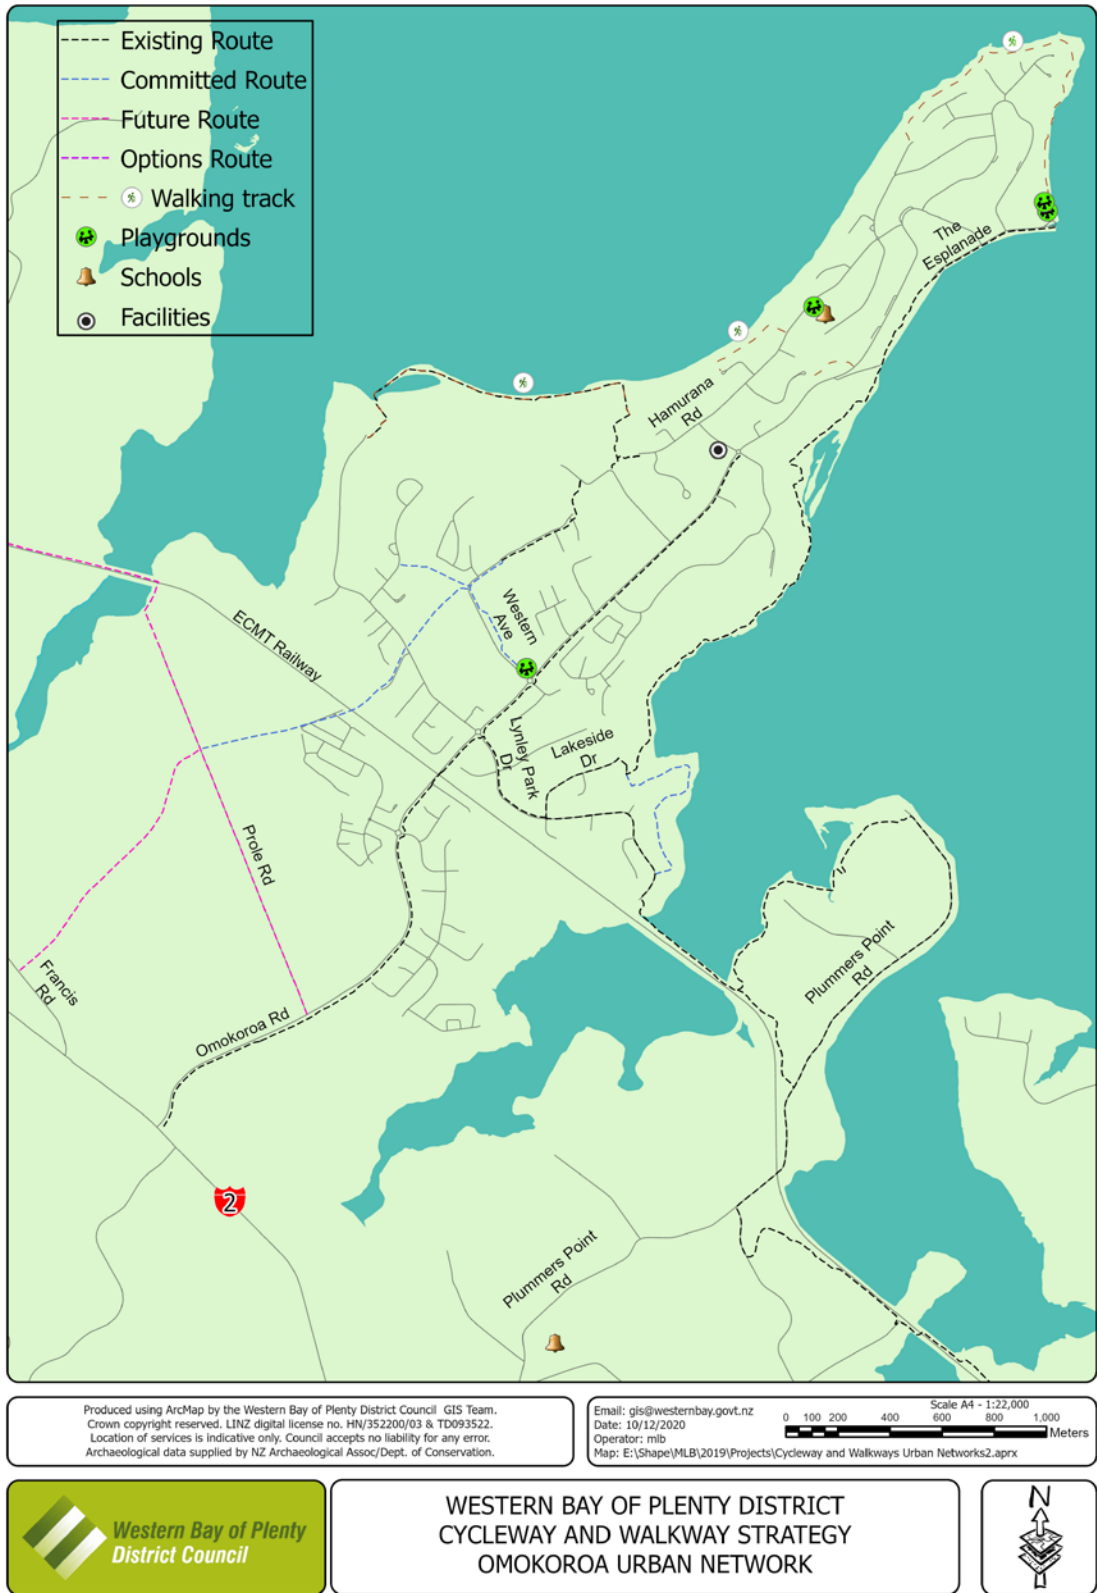 Existing Route
Committed Route
Future Route
Options Route
Walking track
Playgrounds
Schools
Facilities
The
Esplanade
Hamurana
Rd
Western
Ave
ECMT Railway
Lynley Park
Dr
Lakeside
Dr
Prole Rd
Francis
Rd
Omokoroa Rd
Plummers Point
Rd
2
Plummers Point
Rd
Produced using ArcMap by the Western Bay of Plenty District Council GIS Team.
Crown copyright reserved. LINZ digital license no. HN/352200/03 & TD093522.
Location of services is indicative only. Council accepts no liability for any error.
Archaeological data supplied by NZ Archaeological Assoc/Dept. of Conservation.
Email: gis@westernbay.govt.nz
Date: 10/12/2020
Operator: mlb
Map: E:\Shape\MLB\2019\Projects\Cycleway and Walkways Urban Networks2.aprx
Scale A4 - 1:22,000
0 100 200 400 600 800 1,000
Meters
Western Bay of Plenty
District Council
WESTERN BAY OF PLENTY DISTRICT
CYCLEWAY AND WALKWAY STRATEGY
OMOKOROA URBAN NETWORK
N